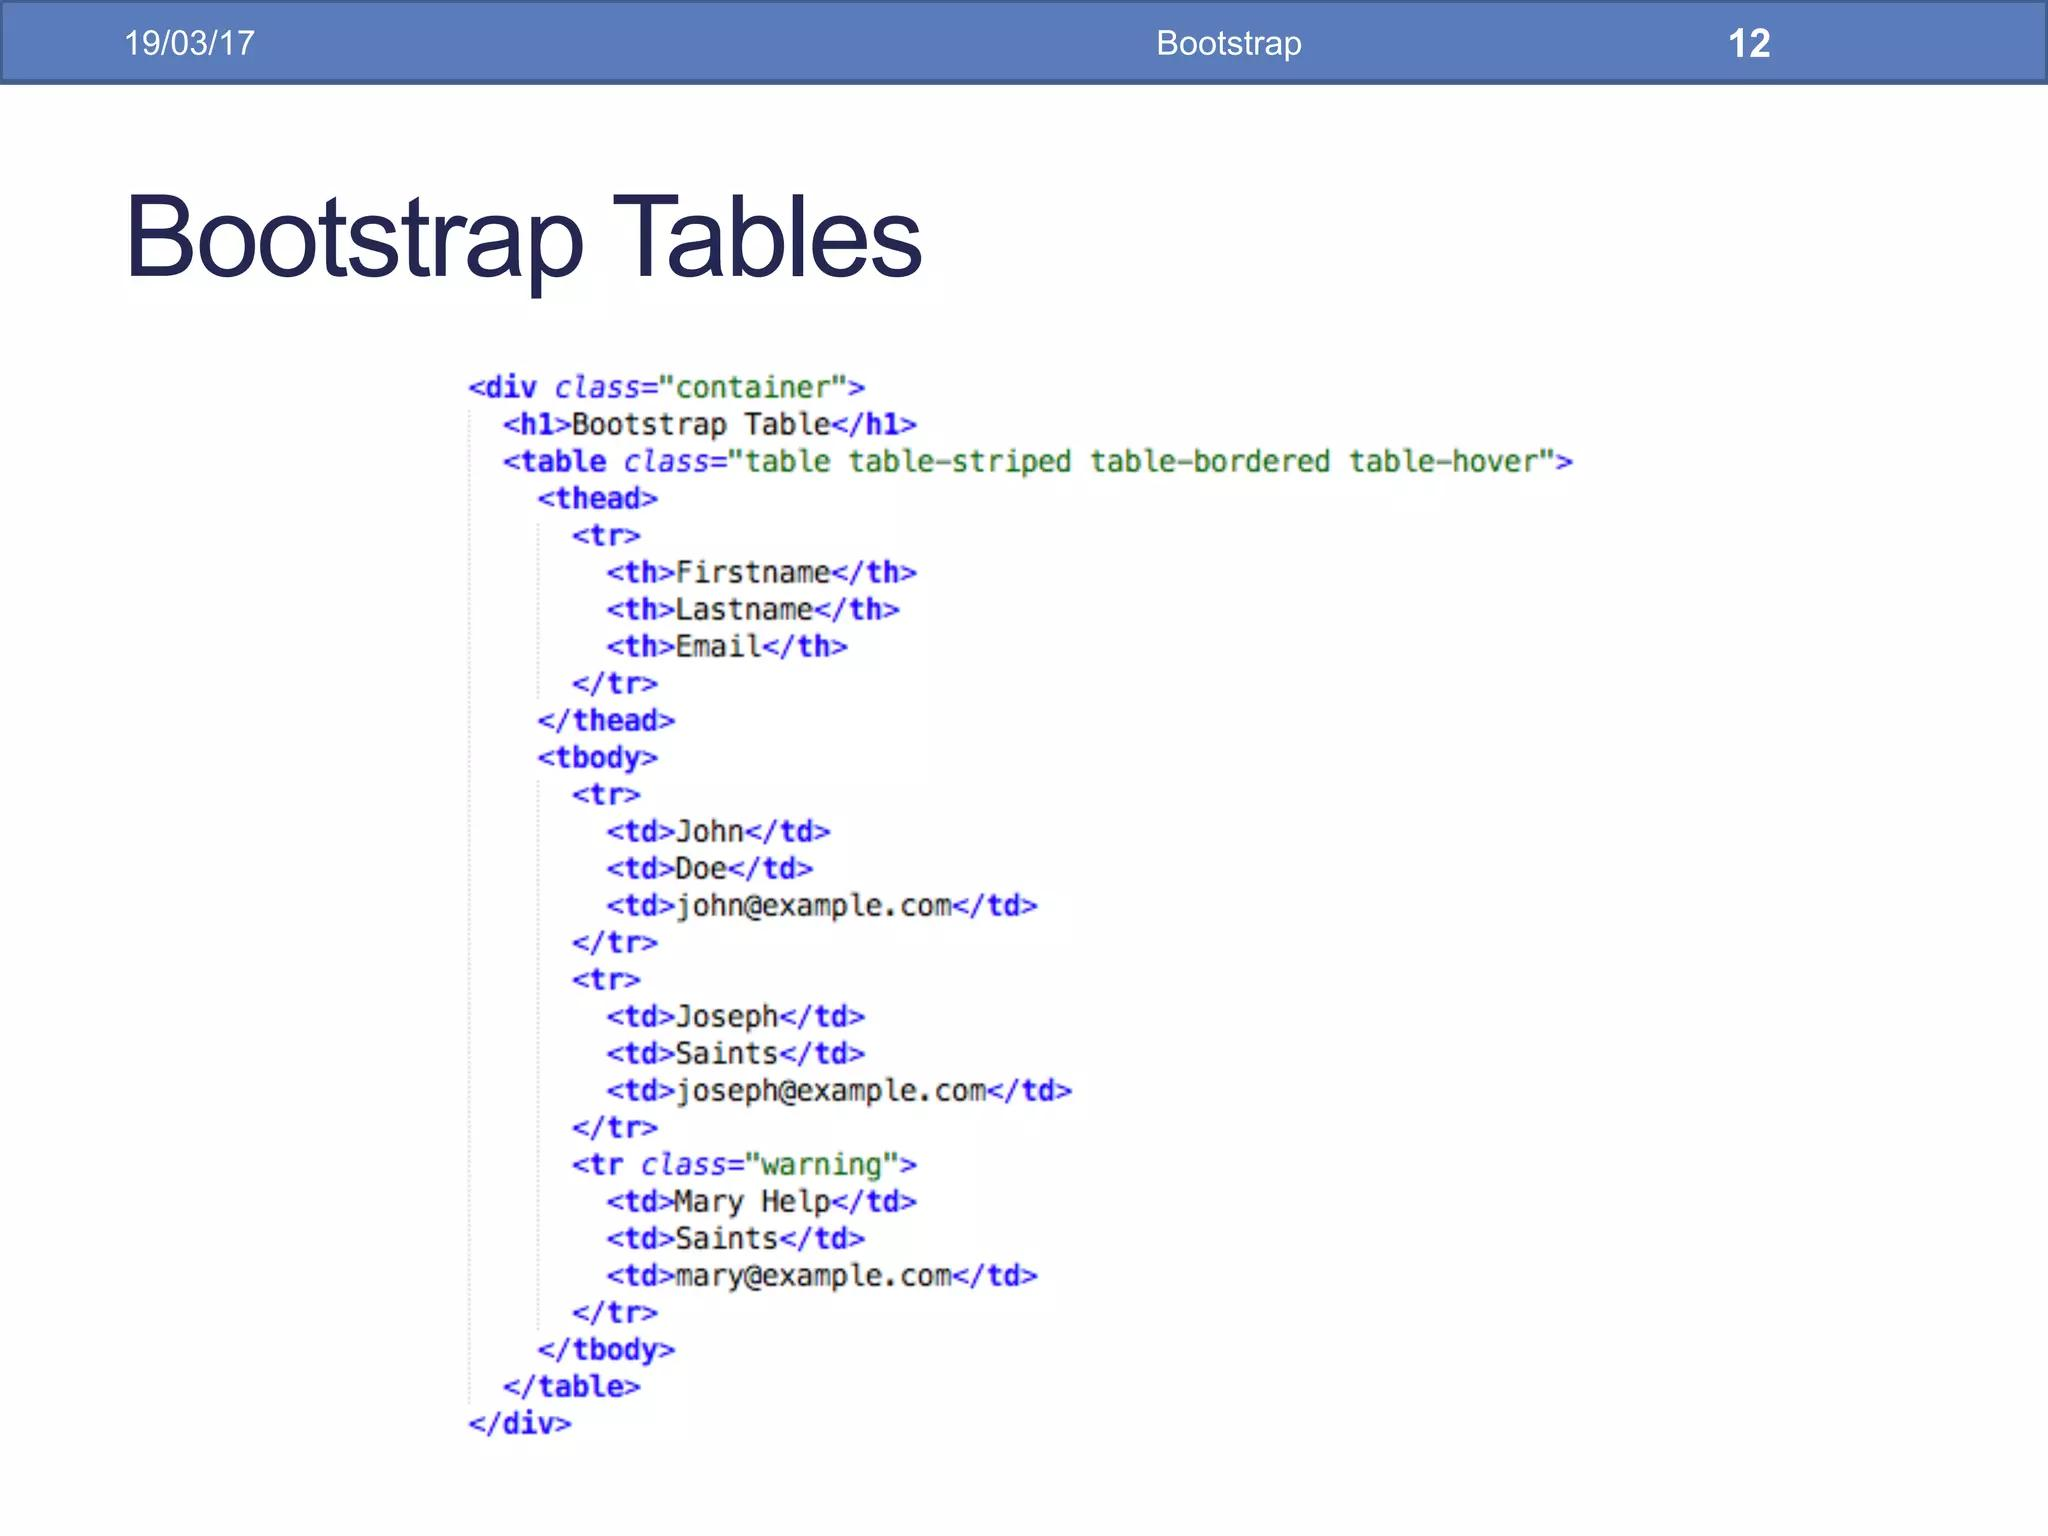 19/03/17 Bootstrap 12
Bootstrap Tables
<div class="container">
<h1>Bootstrap Table</h1>
<table class="table table-striped table-bordered table-hover">
<thead>
<tr>
<th>Firstname</th>
<th>Lastname</th>
<th>Email</th>
</tr>
</thead>
<tbody>
<tr>
<td>John</td>
<td>Doe</td>
<td>john@example.com</td>
</tr>
<tr>
<td>Joseph</td>
<td>Saints</td>
<td>joseph@example.com</td>
</tr>
<tr class="warning">
<td>Mary Help</td>
<td>Saints</td>
<td>mary@example.com</td>
</tr>
</tbody>
</table>
</div>